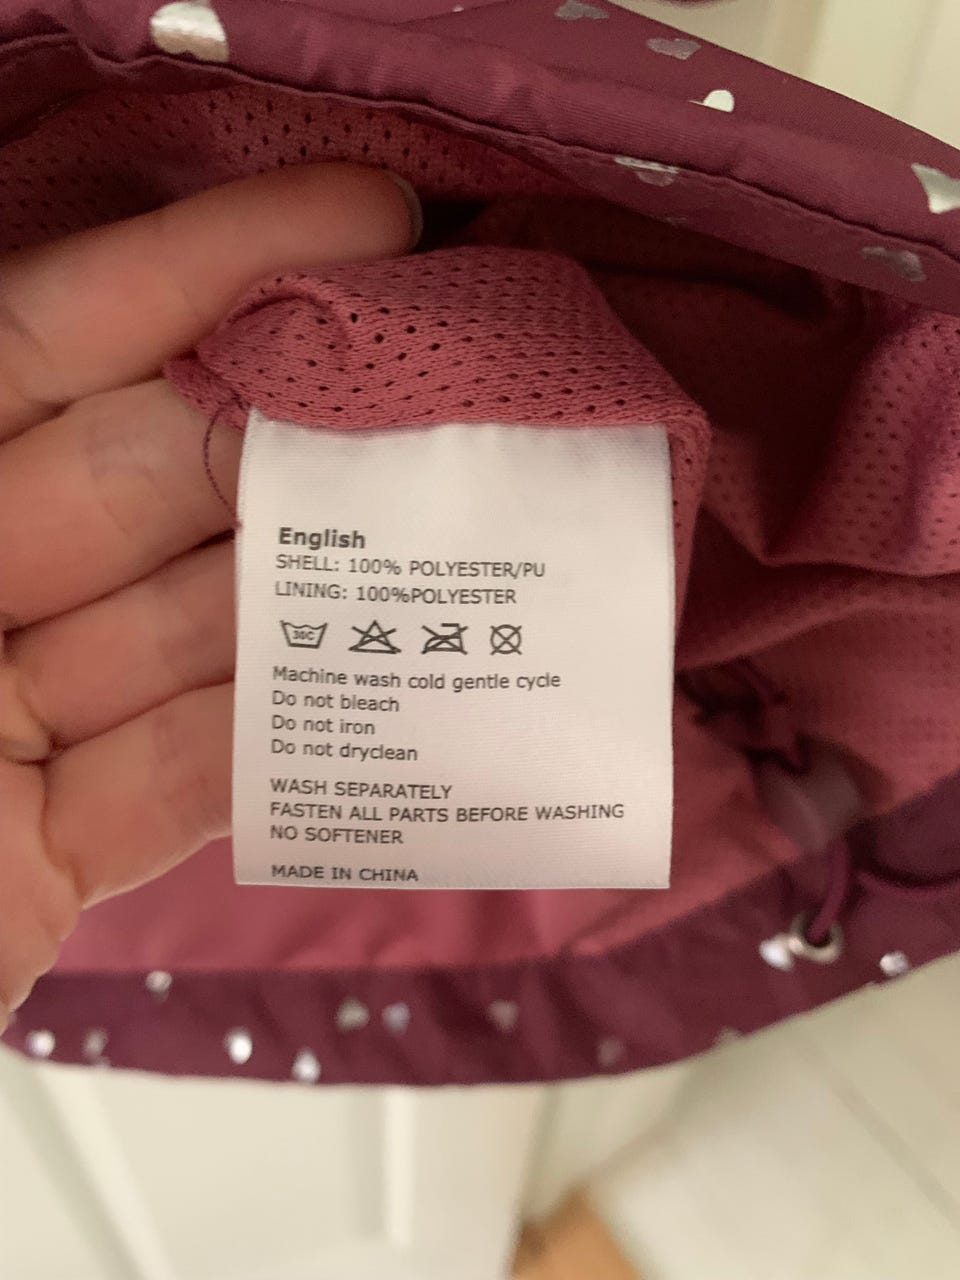 English
SHELL: 100% POLYESTER/PU
LINING: 100%POLYESTER
30C
Machine wash cold gentle cycle
Do not bleach
Do not iron
Do not dryclean
WASH SEPARATELY
FASTEN ALL PARTS BEFORE WASHING
NO SOFTENER
MADE IN CHINA